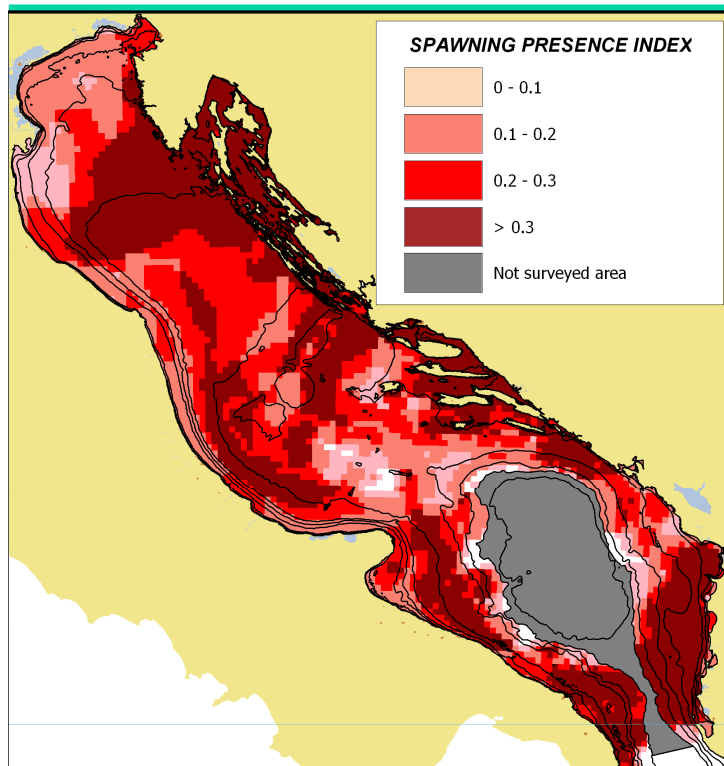 SPAWNING PRESENCE INDEX
0 - 0.1
0.1 - 0.2
0.2 - 0.3
> 0.3
Not surveyed area